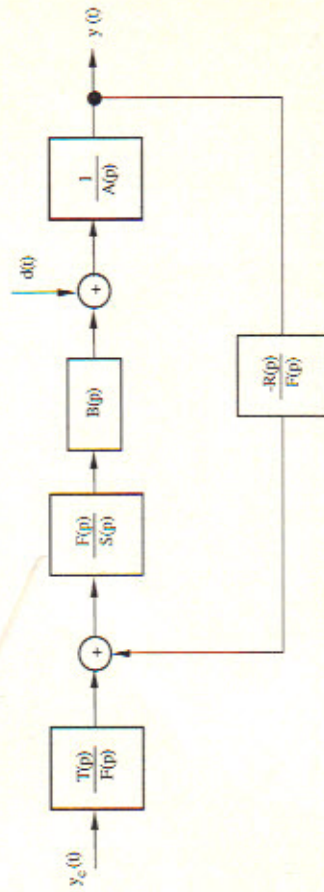 y_c (t)
T(p)
F(p)
+
F(p)
S(p)
B(p)
d(t)
+
1
A(p)
y (t)
-R(p)
F(p)